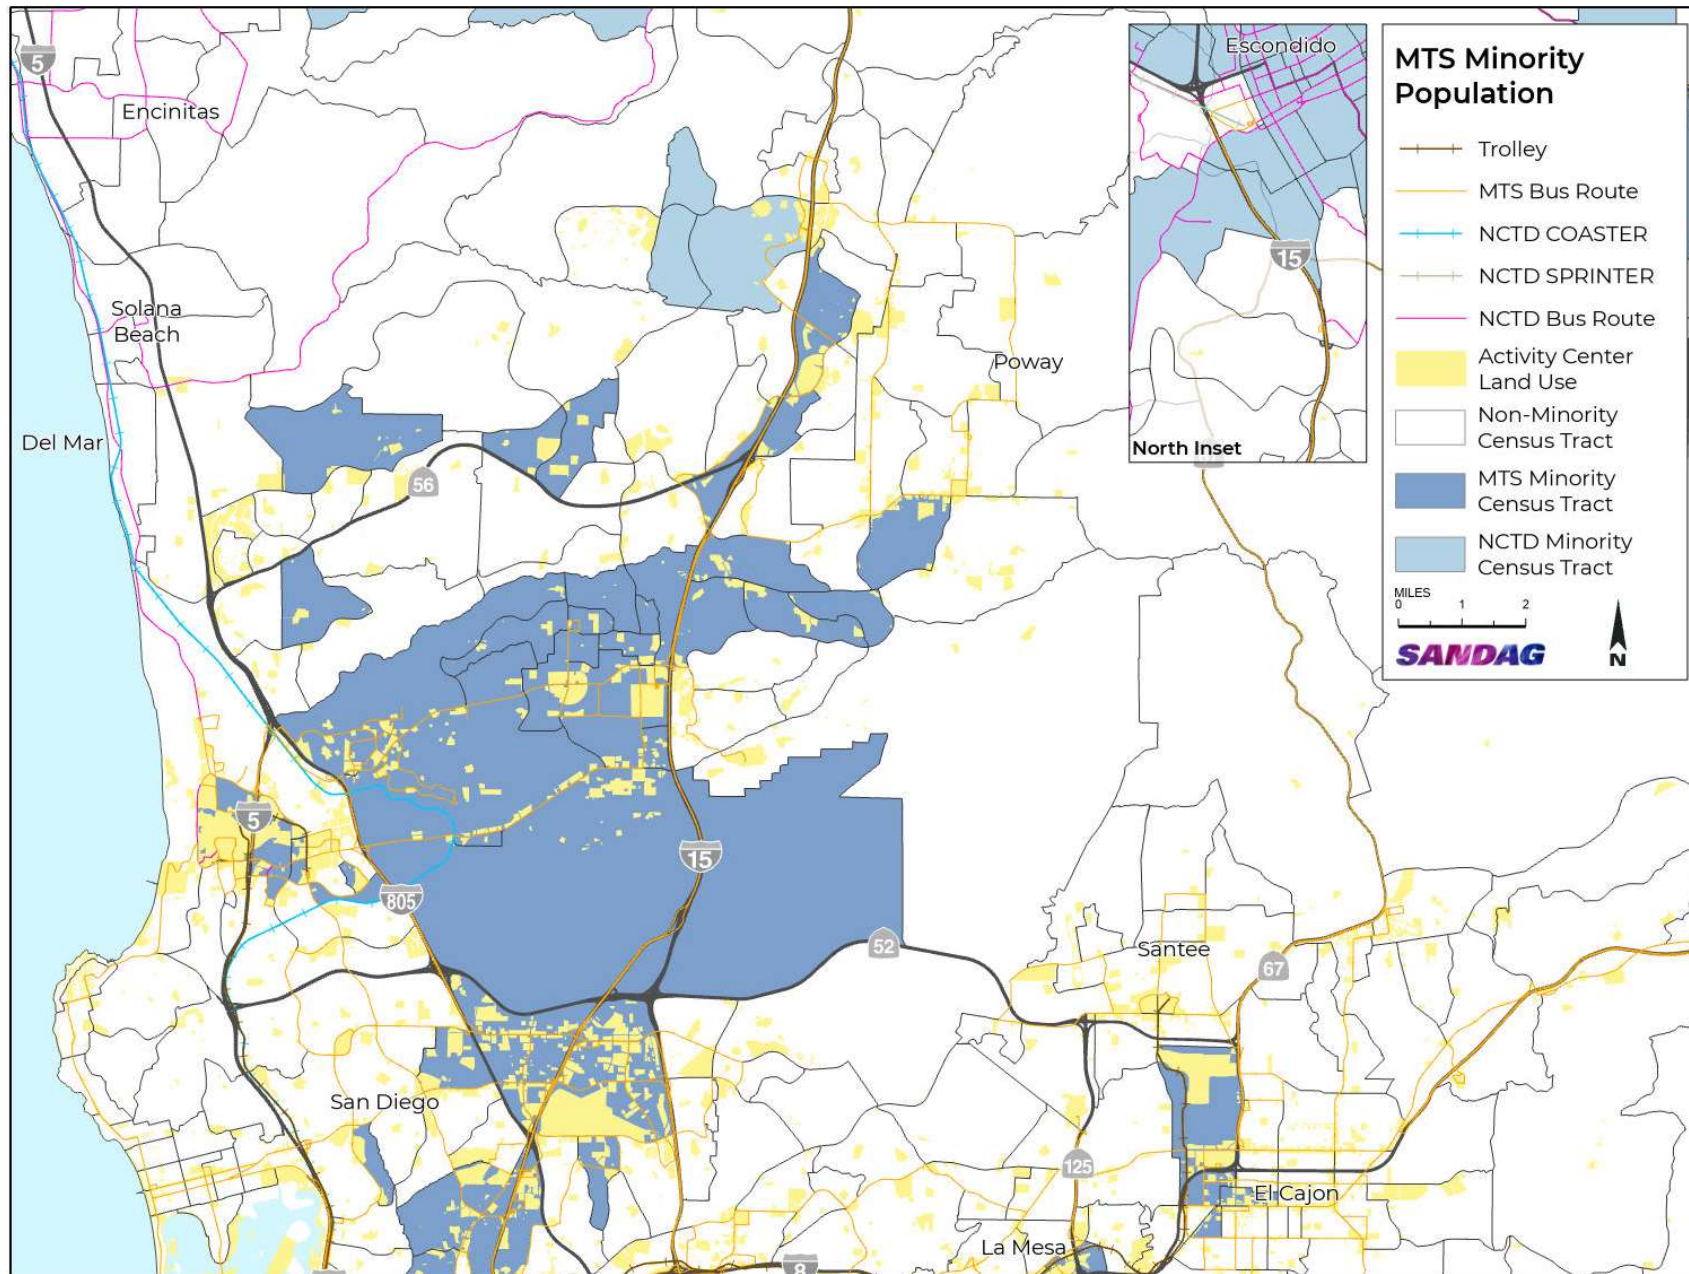 MTS Minority
Population
Trolley
MTS Bus Route
NCTD COASTER
NCTD SPRINTER
NCTD Bus Route
Activity Center
Land Use
Non-Minority
Census Tract
MTS Minority
Census Tract
NCTD Minority
Census Tract
MILES
0 1 2
SANDAG
N
Escondido
15
North Inset
5
Encinitas
Solana
Beach
Poway
Del Mar
56
5
15
805
52
Santee
67
San Diego
125
El Cajon
La Mesa
8